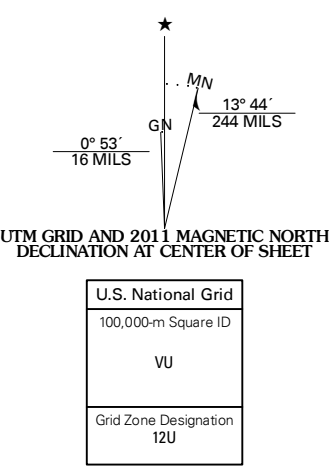 ★
MN
GN
13° 44´
244 MILS
0° 53´
16 MILS
UTM GRID AND 2011 MAGNETIC NORTH
DECLINATION AT CENTER OF SHEET
U.S. National Grid
100,000-m Square ID
VU
Grid Zone Designation
12U